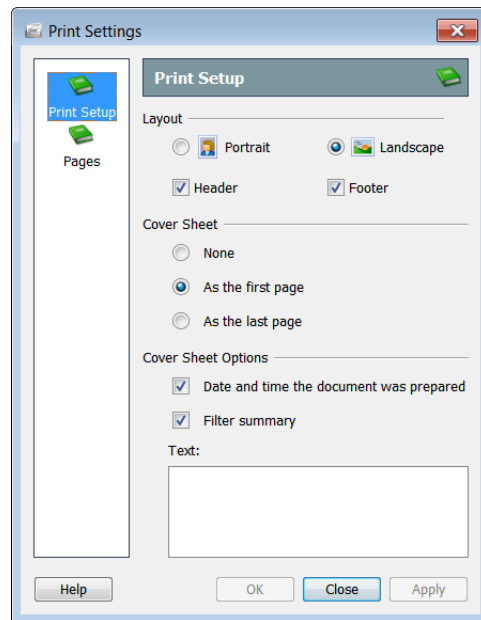 Print Settings
Print Setup
Pages
Print Setup
Layout
Portrait Landscape
Header Footer
Cover Sheet
None
As the first page
As the last page
Cover Sheet Options
Date and time the document was prepared
Filter summary
Text:
Help OK Close Apply